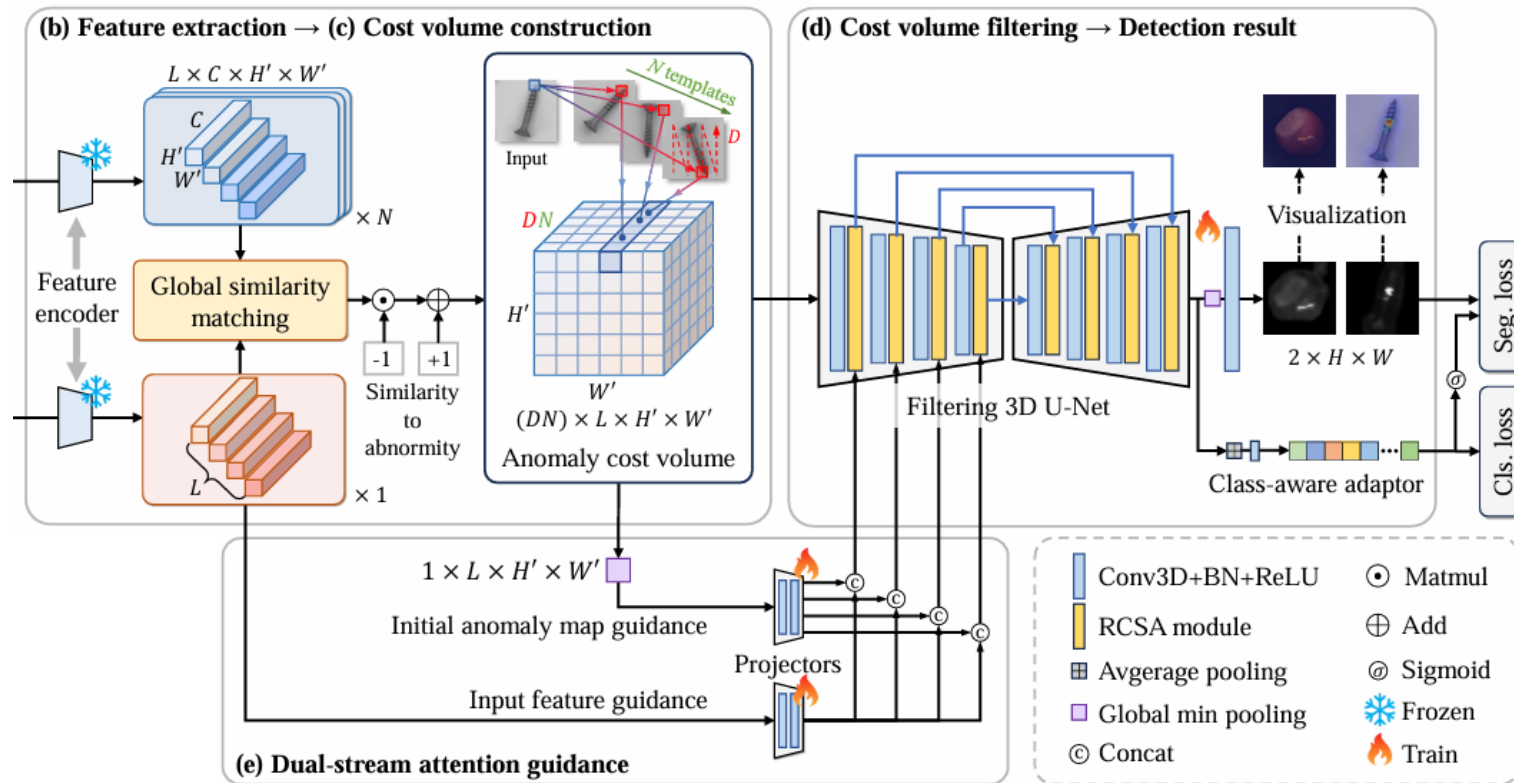 (b) Feature extraction → (c) Cost volume construction
L × C × H′ × W′
C
H′
W′
× N
Feature
encoder
Global similarity
matching
-1
+1
Similarity
to
abnormity
L
× 1
N templates
D
Input
DN
H′
W′
(DN) × L × H′ × W′
Anomaly cost volume
(d) Cost volume filtering → Detection result
Visualization
2 × H × W
Filtering 3D U-Net
σ
Class-aware adaptor
Seg. loss
Cls. loss
1 × L × H′ × W′
Initial anomaly map guidance
C
C
C
C
Projectors
Input feature guidance
(e) Dual-stream attention guidance
Conv3D+BN+ReLU
RCSA module
Avgerage pooling
Global min pooling
C Concat
Matmul
Add
σ Sigmoid
Frozen
Train